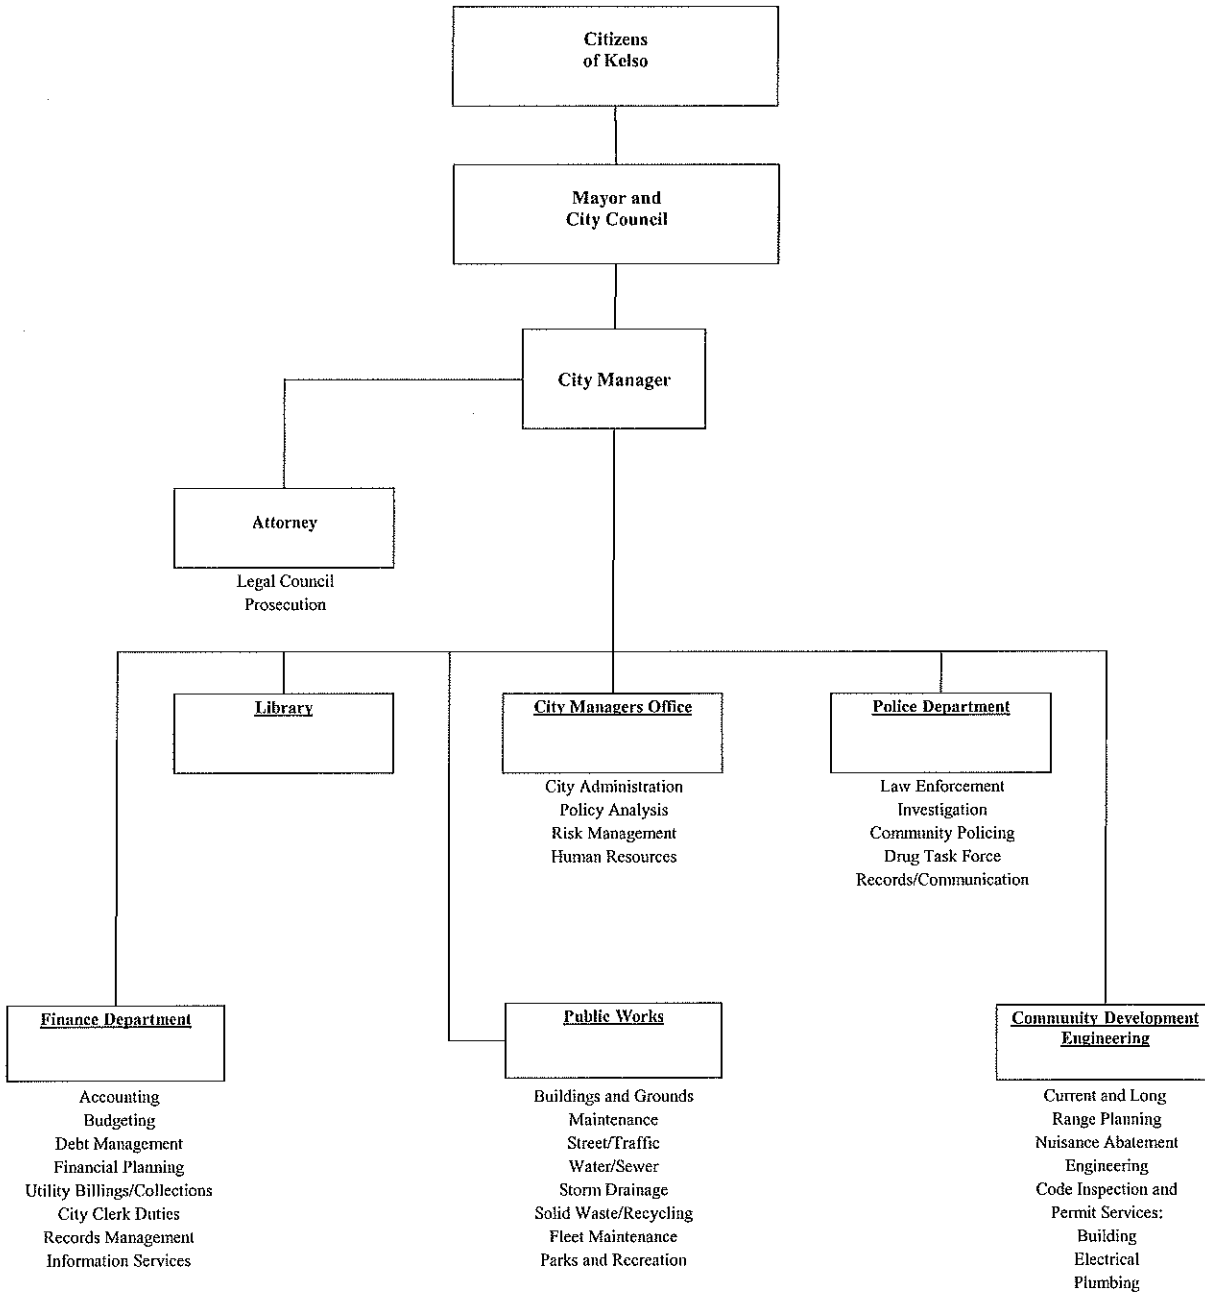 Citizens
of Kelso
Mayor and
City Council
City Manager
Attorney
Legal Council
Prosecution
Library
City Managers Office
City Administration
Policy Analysis
Risk Management
Human Resources
Police Department
Law Enforcement
Investigation
Community Policing
Drug Task Force
Records/Communication
Finance Department
Accounting
Budgeting
Debt Management
Financial Planning
Utility Billings/Collections
City Clerk Duties
Records Management
Information Services
Public Works
Buildings and Grounds
Maintenance
Street/Traffic
Water/Sewer
Storm Drainage
Solid Waste/Recycling
Fleet Maintenance
Parks and Recreation
Community Development
Engineering
Current and Long
Range Planning
Nuisance Abatement
Engineering
Code Inspection and
Permit Services:
Building
Electrical
Plumbing